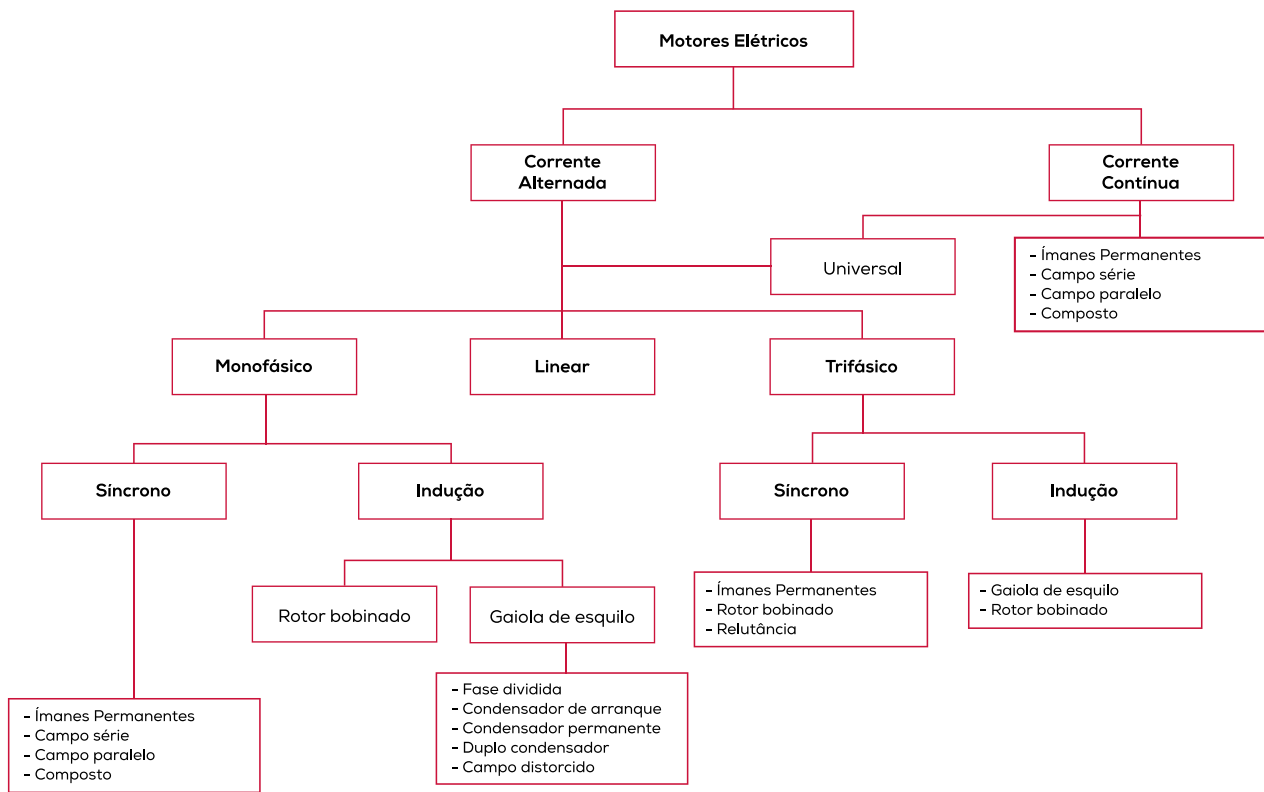 Motores Elétricos
Corrente
Alternada
Corrente
Contínua
Universal
- Ímanes Permanentes
- Campo série
- Campo paralelo
- Composto
Monofásico
Linear
Trifásico
Síncrono
Indução
Síncrono
Indução
Rotor bobinado
Gaiola de esquilo
- Ímanes Permanentes
- Rotor bobinado
- Relutância
- Gaiola de esquilo
- Rotor bobinado
- Ímanes Permanentes
- Campo série
- Campo paralelo
- Composto
- Fase dividida
- Condensador de arranque
- Condensador permanente
- Duplo condensador
- Campo distorcido